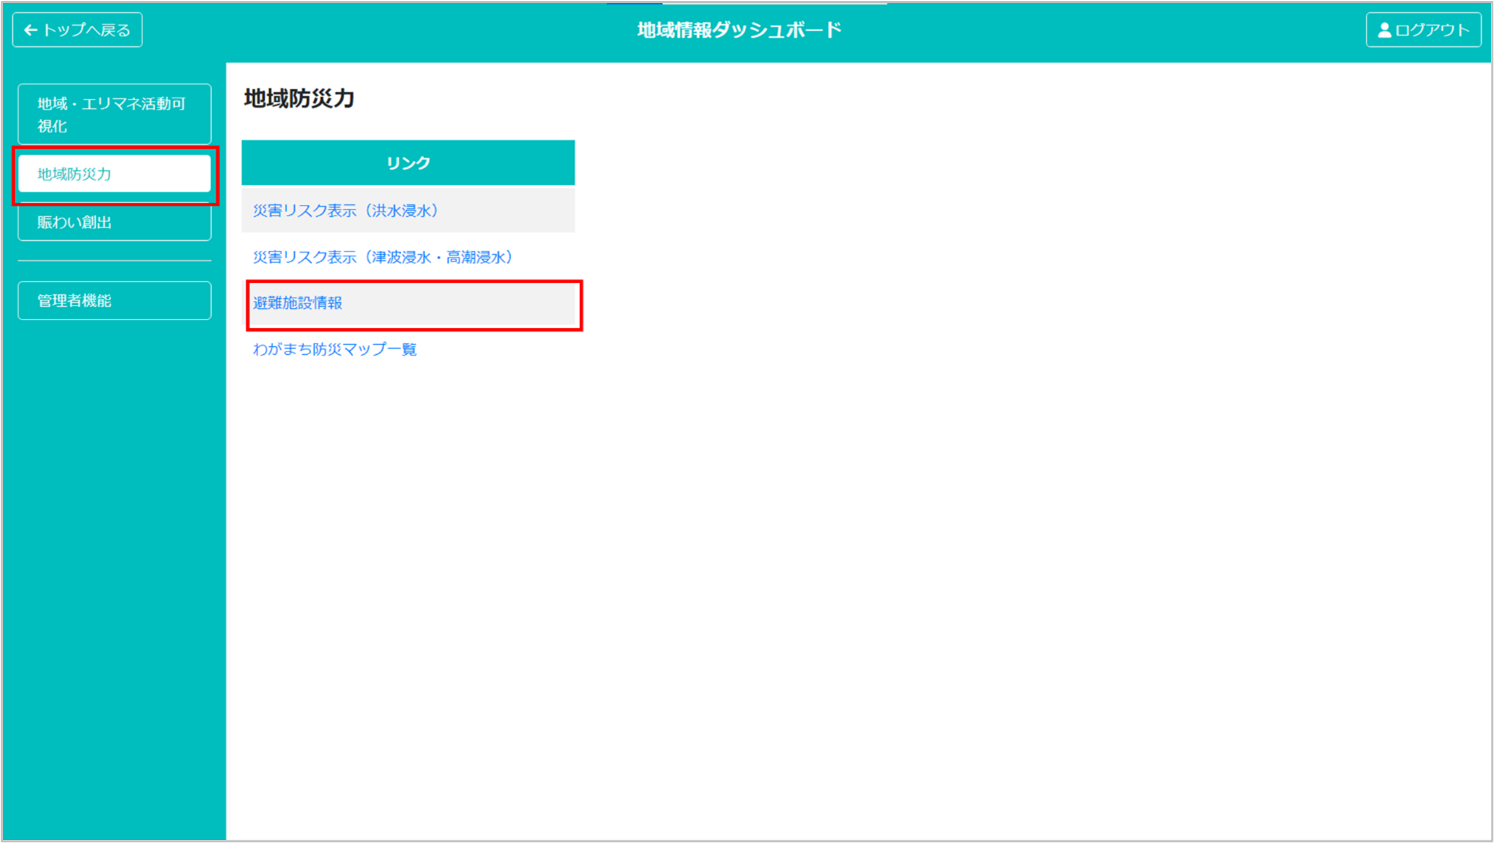 トップへ戻る
地域情報ダッシュボード
ログアウト
地域・エリマネ活動可
視化
地域防災力
賑わい創出
管理者機能
地域防災力
リンク
災害リスク表示（洪水浸水）
災害リスク表示（津波浸水・高潮浸水）
避難施設情報
わがまち防災マップ一覧